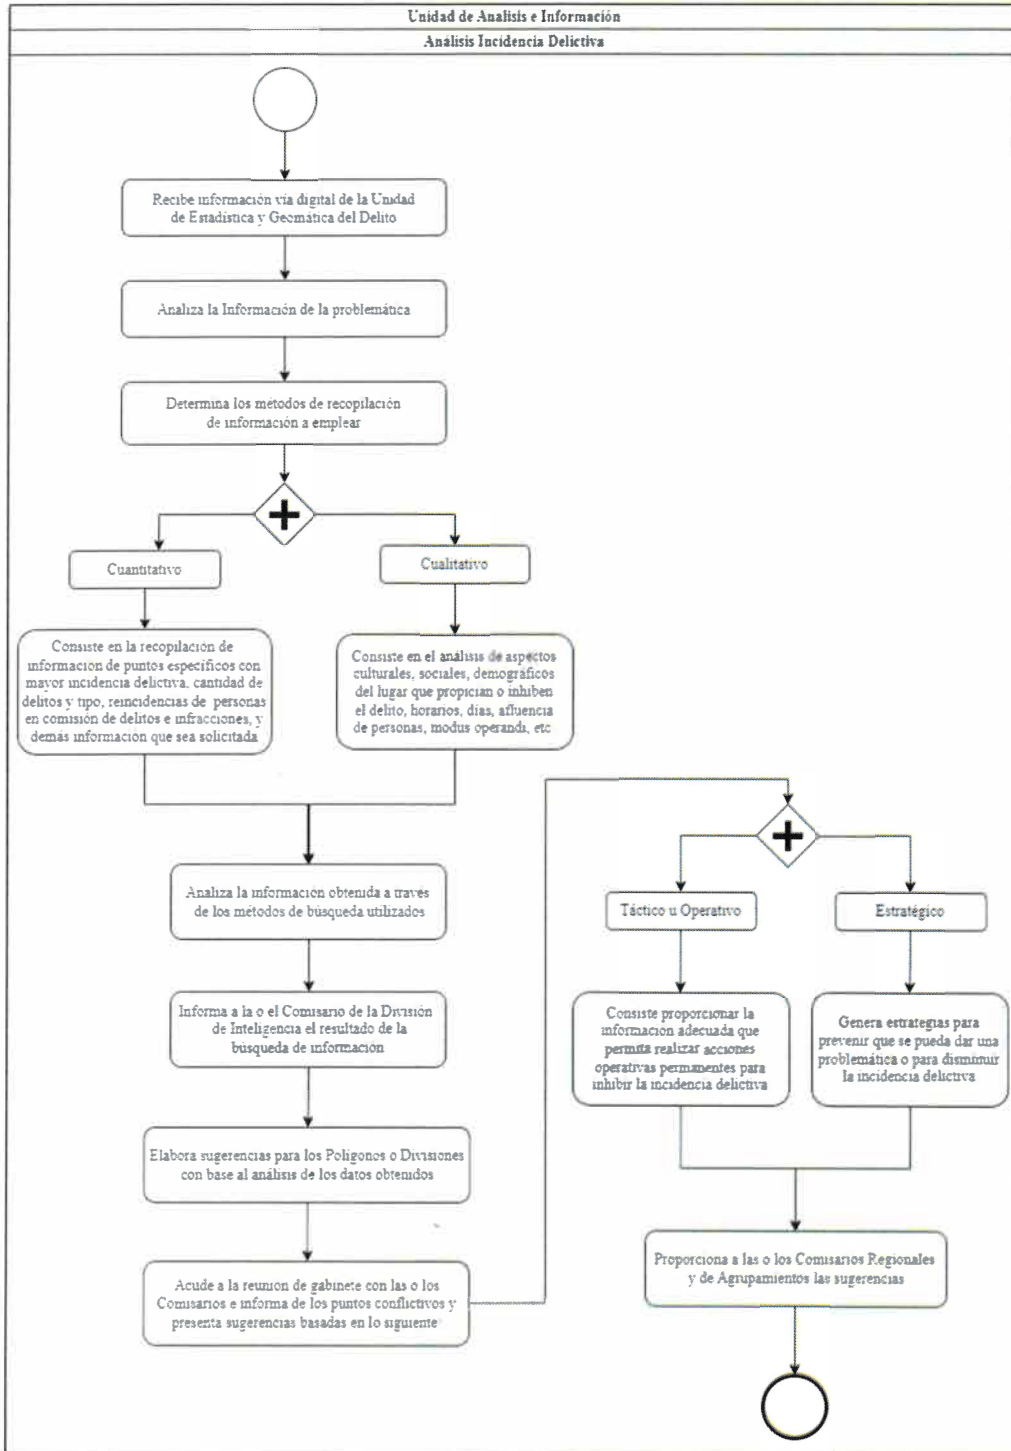 Unidad de Analisis e Información
Análisis Incidencia Delictiva
Recibe información vía digital de la Unidad
de Estadística y Geomática del Delito
Analiza la Información de la problemática
Determina los métodos de recopilación
de información a emplear
Cuantitativo
Cualitativo
Consiste en la recopilación de
información de puntos específicos con
mayor incidencia delictiva, cantidad de
delitos y tipo, reincidencias de personas
en comisión de delitos e infracciones, y
demás información que sea solicitada
Consiste en el análisis de aspectos
culturales, sociales, demográficos
del lugar que propician o inhiben
el delito, horarios, días, afluencia
de personas, modus operandi, etc
Analiza la información obtenida a través
de los métodos de búsqueda utilizados
Informa a la o el Comisario de la División
de Inteligencia el resultado de la
búsqueda de información
Elabora sugerencias para los Polígonos o Divisiones
con base al análisis de los datos obtenidos
Acude a la reunión de gabinete con las o los
Comisarios e informa de los puntos conflictivos y
presenta sugerencias basadas en lo siguiente
Táctico u Operativo
Estratégico
Consiste proporcionar la
información adecuada que
permita realizar acciones
operativas permanentes para
inhibir la incidencia delictiva
Genera estrategias para
prevenir que se pueda dar una
problemática o para disminuir
la incidencia delictiva
Proporciona a las o los Comisarios Regionales
y de Agrupamientos las sugerencias